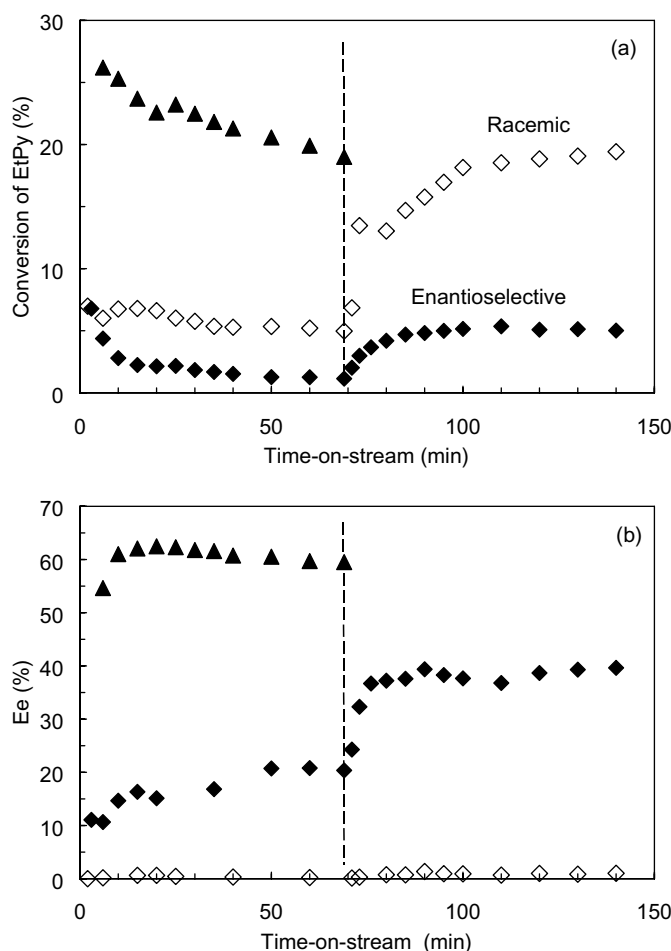 30
(a)
Conversion of EtPy (%)
20
Racemic
10
Enantioselective
0
0
50
100
150
Time-on-stream (min)
70
(b)
60
50
40
Ee (%)
30
20
10
0
0
50
100
150
Time-on-stream (min)